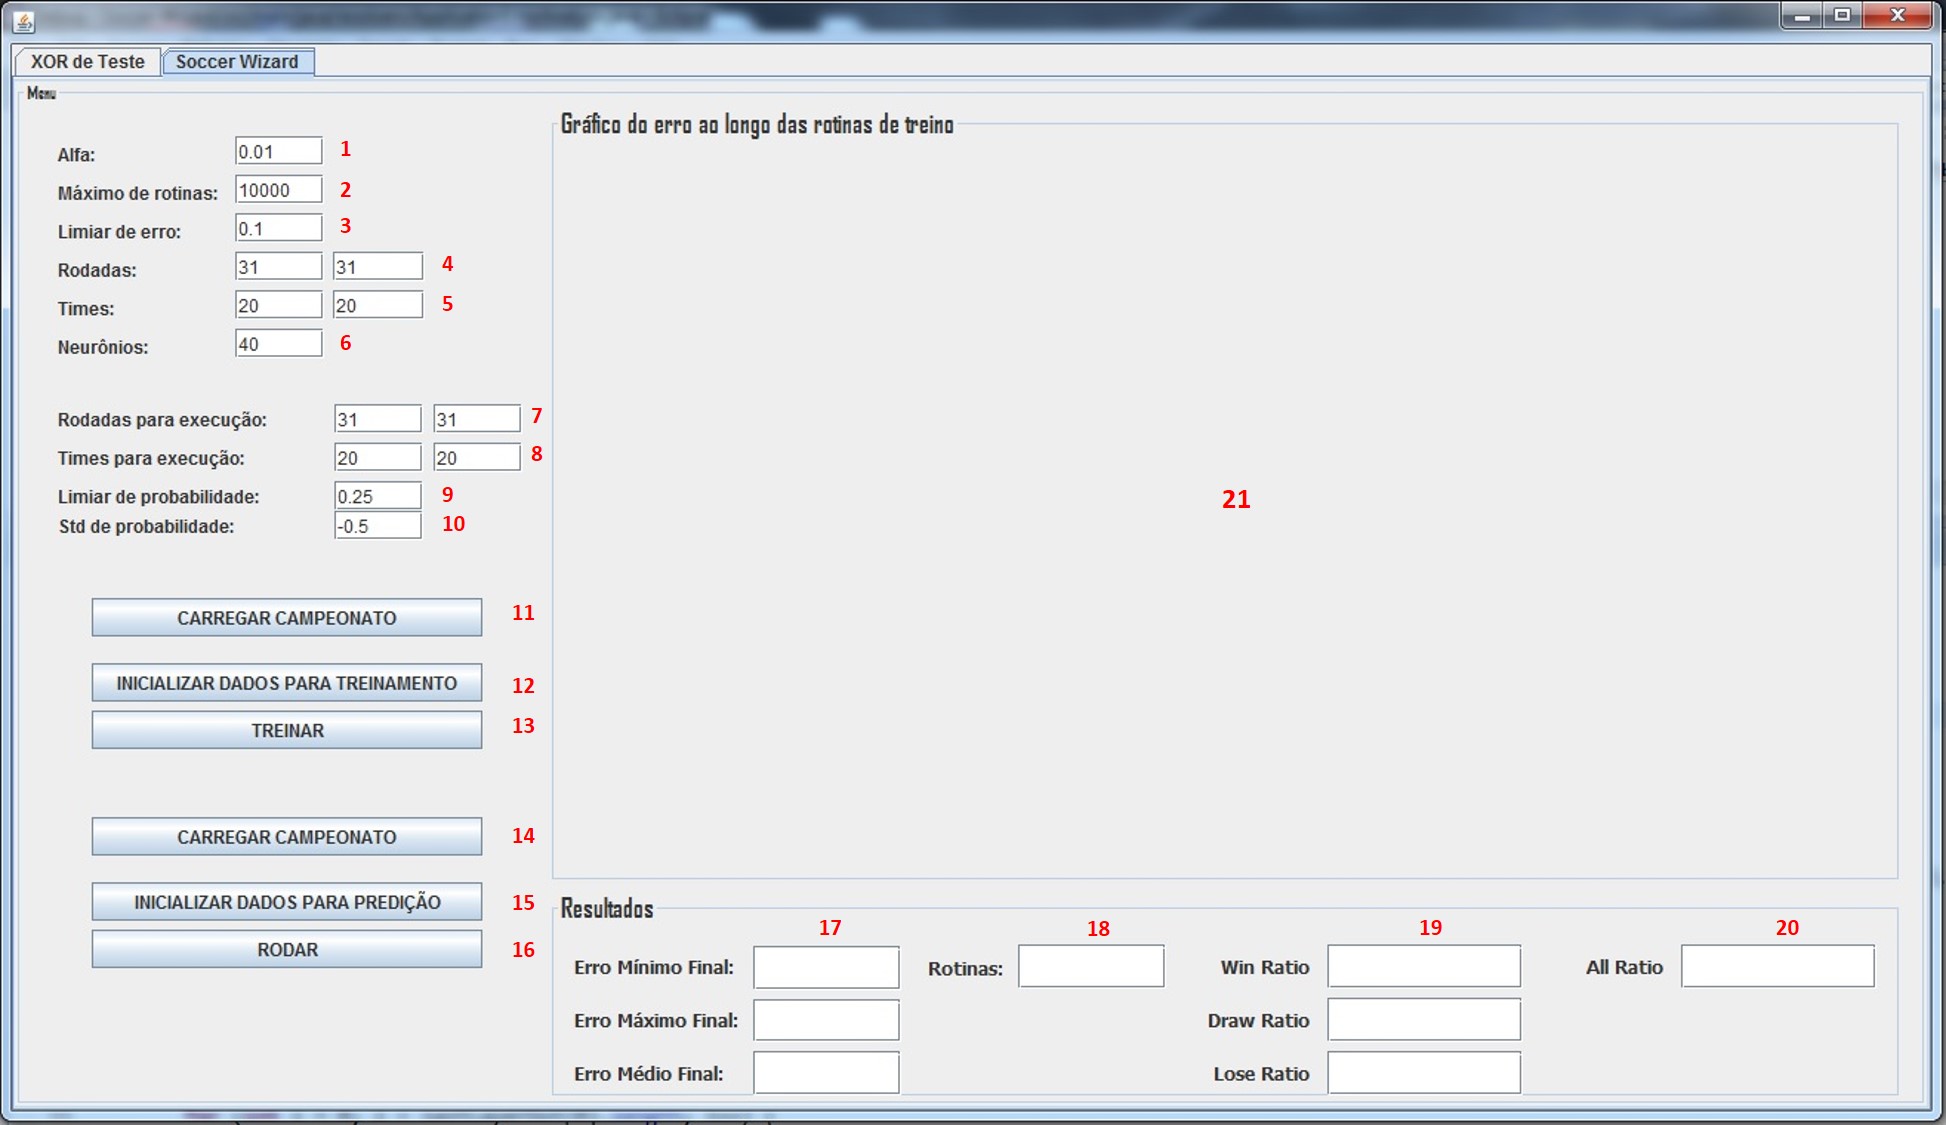 XOR de Teste Soccer Wizard
Menu
Alfa: 0.01 1
Máximo de rotinas: 10000 2
Limiar de erro: 0.1 3
Rodadas: 31 31 4
Times: 20 20 5
Neurônios: 40 6
Rodadas para execução: 31 31 7
Times para execução: 20 20 8
Limiar de probabilidade: 0.25 9
Std de probabilidade: -0.5 10
CARREGAR CAMPEONATO 11
INICIALIZAR DADOS PARA TREINAMENTO 12
TREINAR 13
CARREGAR CAMPEONATO 14
INICIALIZAR DADOS PARA PREDIÇÃO 15
RODAR 16
Gráfico do erro ao longo das rotinas de treino
21
Resultados
17 18 19 20
Erro Mínimo Final: Rotinas: Win Ratio All Ratio
Erro Máximo Final: Draw Ratio
Erro Médio Final: Lose Ratio